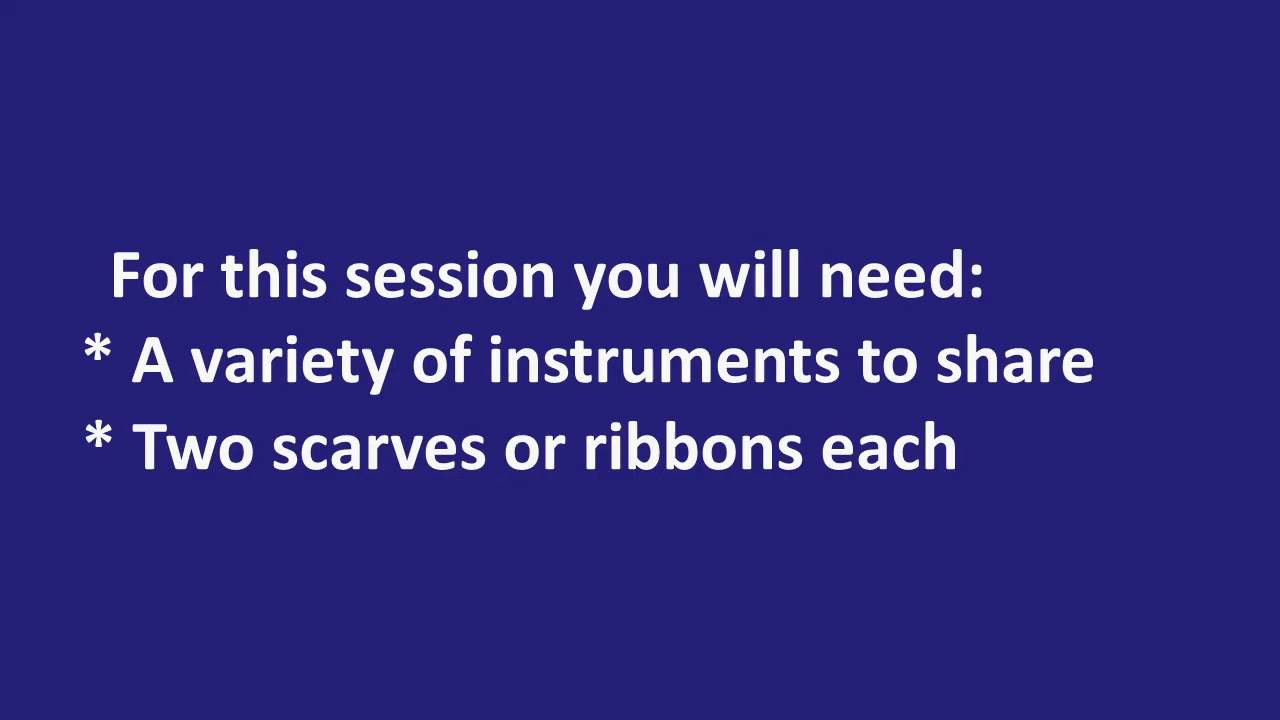 For this session you will need:
* A variety of instruments to share
* Two scarves or ribbons each